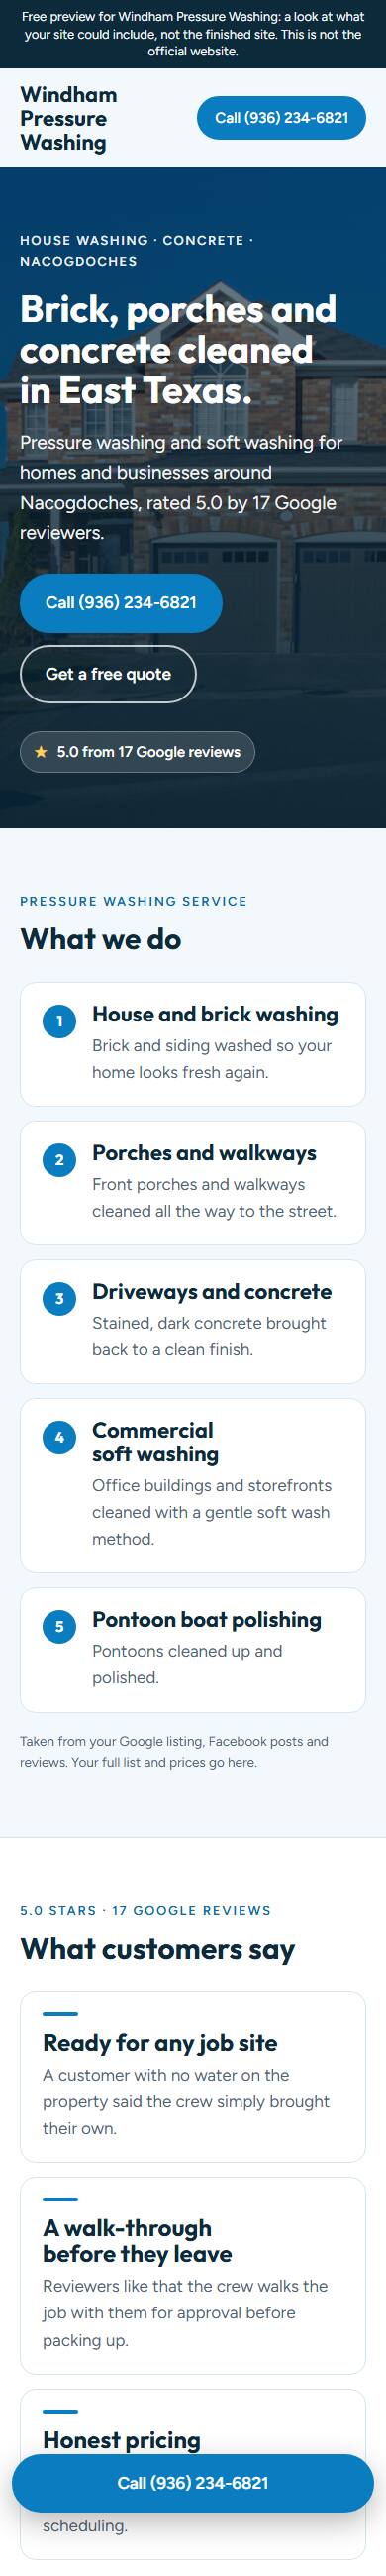 Free preview for Windham Pressure Washing: a look at what
your site could include, not the finished site. This is not the
official website.
Windham
Pressure
Washing
Call (936) 234-6821
HOUSE WASHING · CONCRETE ·
NACOGDOCHES
Brick, porches and
concrete cleaned
in East Texas.
Pressure washing and soft washing for
homes and businesses around
Nacogdoches, rated 5.0 by 17 Google
reviewers.
Call (936) 234-6821
Get a free quote
★ 5.0 from 17 Google reviews
PRESSURE WASHING SERVICE
What we do
1 House and brick washing
Brick and siding washed so your
home looks fresh again.
2 Porches and walkways
Front porches and walkways
cleaned all the way to the street.
3 Driveways and concrete
Stained, dark concrete brought
back to a clean finish.
4 Commercial
soft washing
Office buildings and storefronts
cleaned with a gentle soft wash
method.
5 Pontoon boat polishing
Pontoons cleaned up and
polished.
Taken from your Google listing, Facebook posts and
reviews. Your full list and prices go here.
5.0 STARS · 17 GOOGLE REVIEWS
What customers say
Ready for any job site
A customer with no water on the
property said the crew simply brought
their own.
A walk-through
before they leave
Reviewers like that the crew walks the
job with them for approval before
packing up.
Honest pricing
Call (936) 234-6821
scheduling.